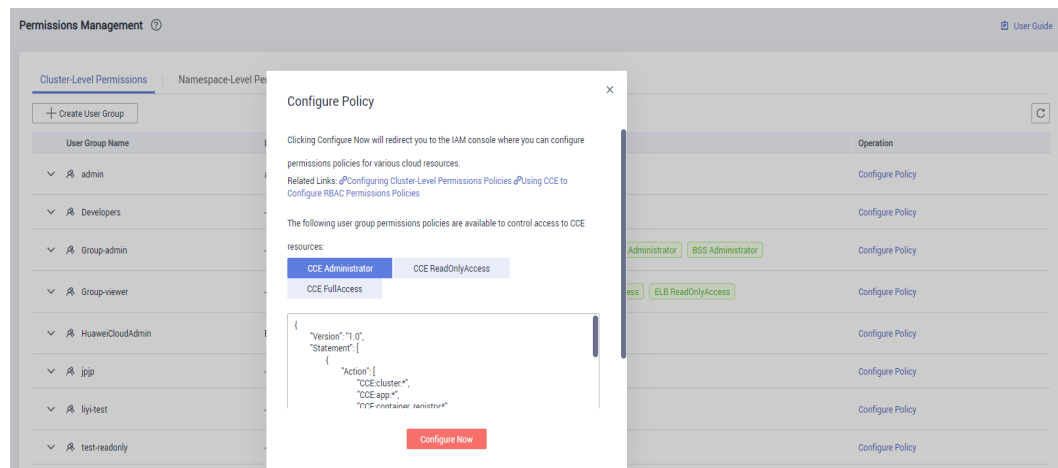 Permissions Management
User Guide
Cluster-Level Permissions
Namespace-Level Pe
Create User Group
User Group Name
Operation
admin
Configure Policy
Developers
Configure Policy
Group-admin
Administrator
BSS Administrator
Configure Policy
Group-viewer
ess
ELB ReadOnlyAccess
Configure Policy
HuaweiCloudAdmin
Configure Policy
jpjp
Configure Policy
liyi-test
Configure Policy
test-readonly
Configure Policy
Configure Policy
Clicking Configure Now will redirect you to the IAM console where you can configure
permissions policies for various cloud resources.
Related Links: Configuring Cluster-Level Permissions Policies Using CCE to
Configure RBAC Permissions Policies
The following user group permissions policies are available to control access to CCE
resources:
CCE Administrator
CCE ReadOnlyAccess
CCE FullAccess
{
"Version": "1.0",
"Statement": [
{
"Action": [
"CCE:cluster:*",
"CCE:app:*",
"CCE:container_registry:*"
Configure Now